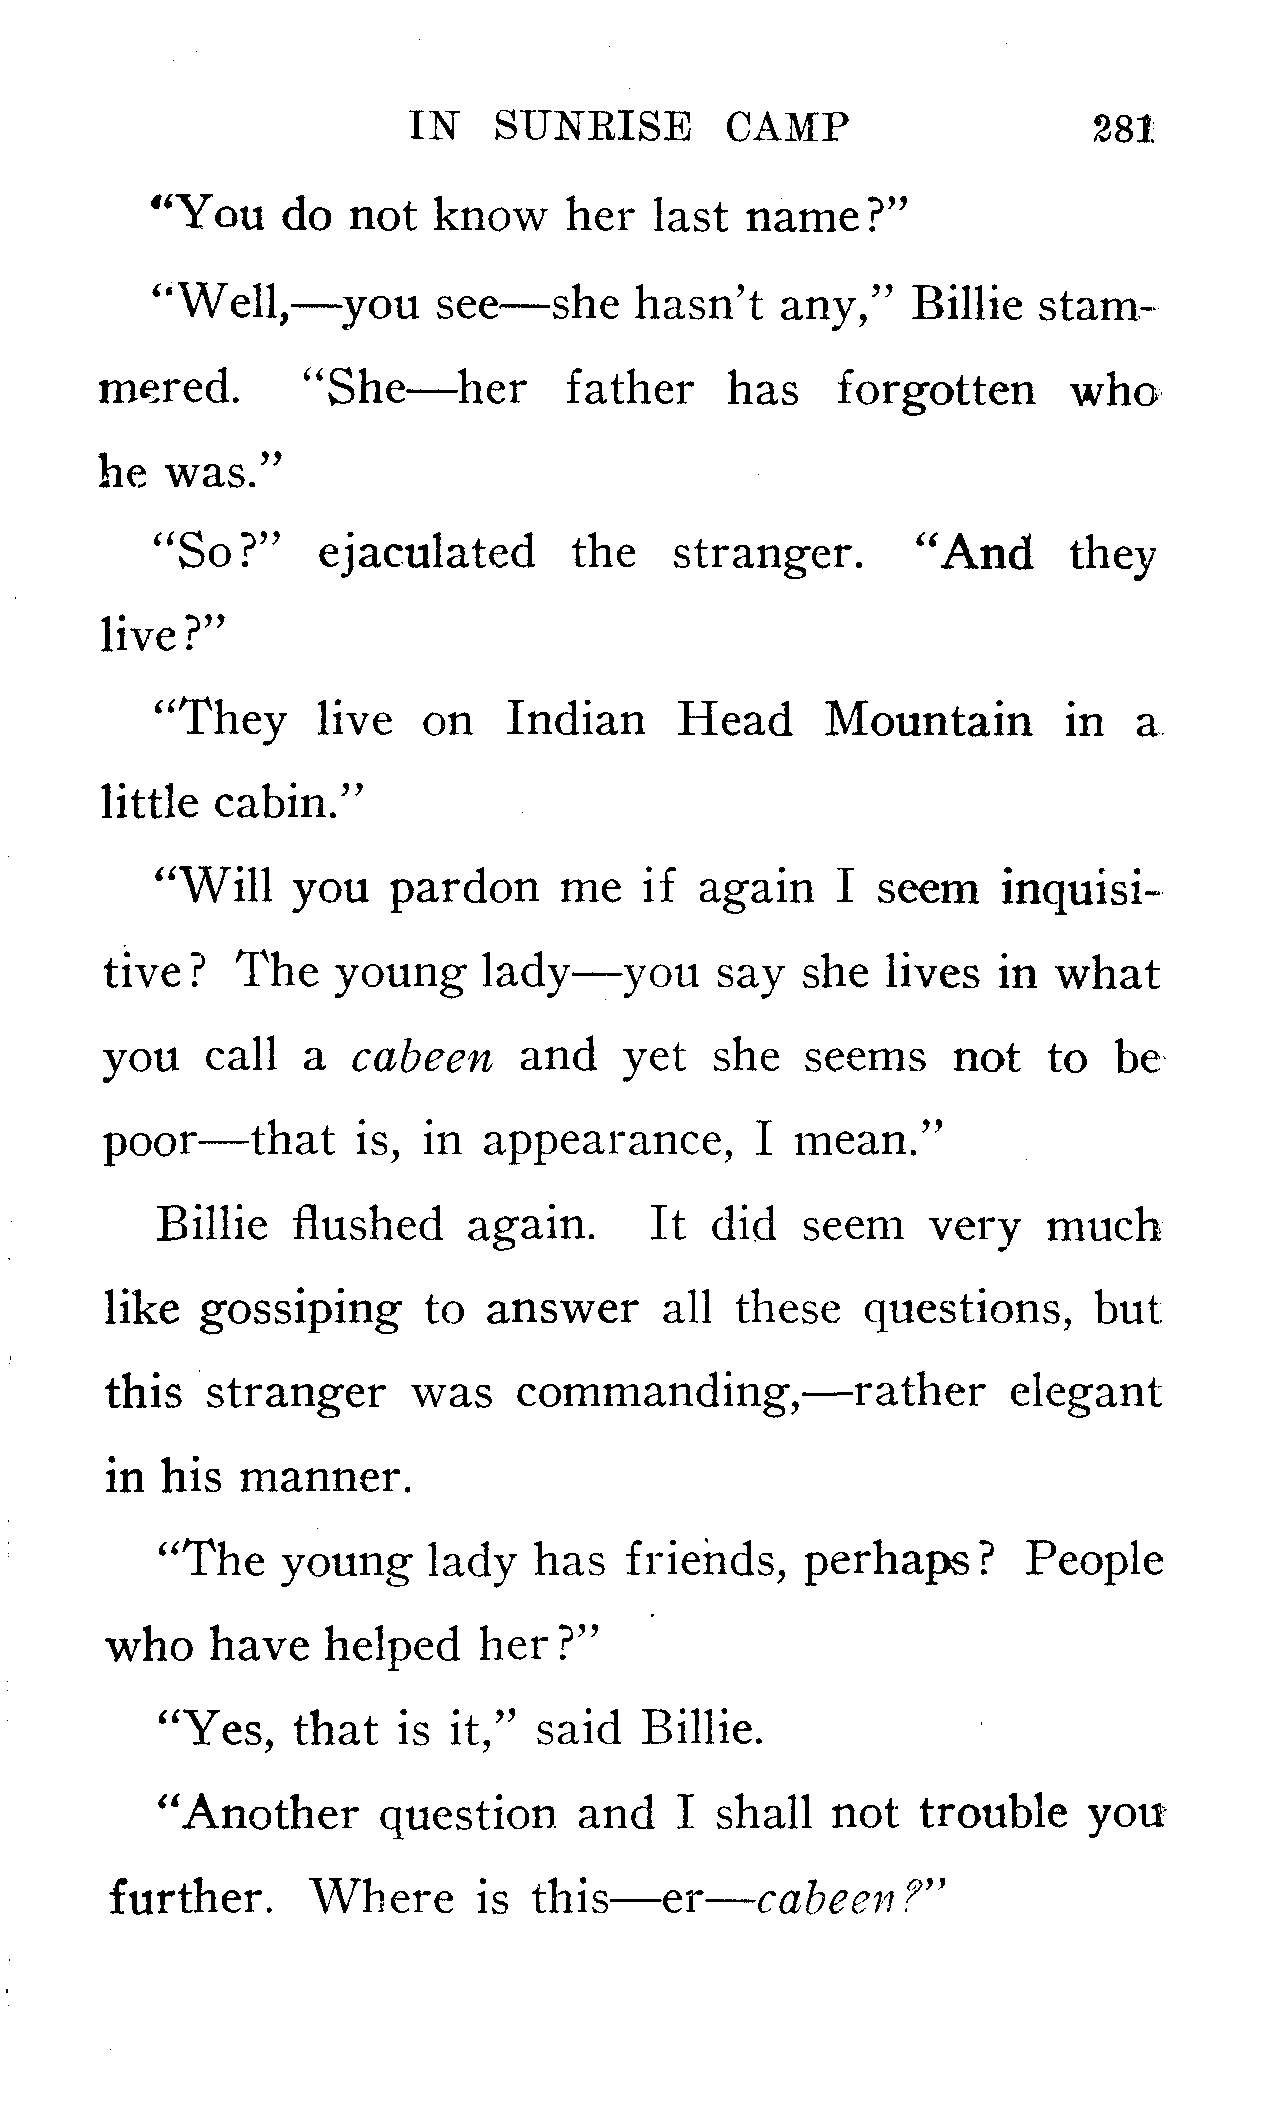 IN SUNRISE CAMP 281
“You do not know her last name?”
“Well,—you see—she hasn’t any,” Billie stam-
mered. “She—her father has forgotten who
he was.”
“So?” ejaculated the stranger. “And they
live?”
“They live on Indian Head Mountain in a
little cabin.”
“Will you pardon me if again I seem inquisi-
tive? The young lady—you say she lives in what
you call a cabeen and yet she seems not to be
poor—that is, in appearance, I mean.”
Billie flushed again. It did seem very much
like gossiping to answer all these questions, but
this stranger was commanding,—rather elegant
in his manner.
“The young lady has friends, perhaps? People
who have helped her?”
“Yes, that is it,” said Billie.
“Another question and I shall not trouble you
further. Where is this—er—cabeen?”